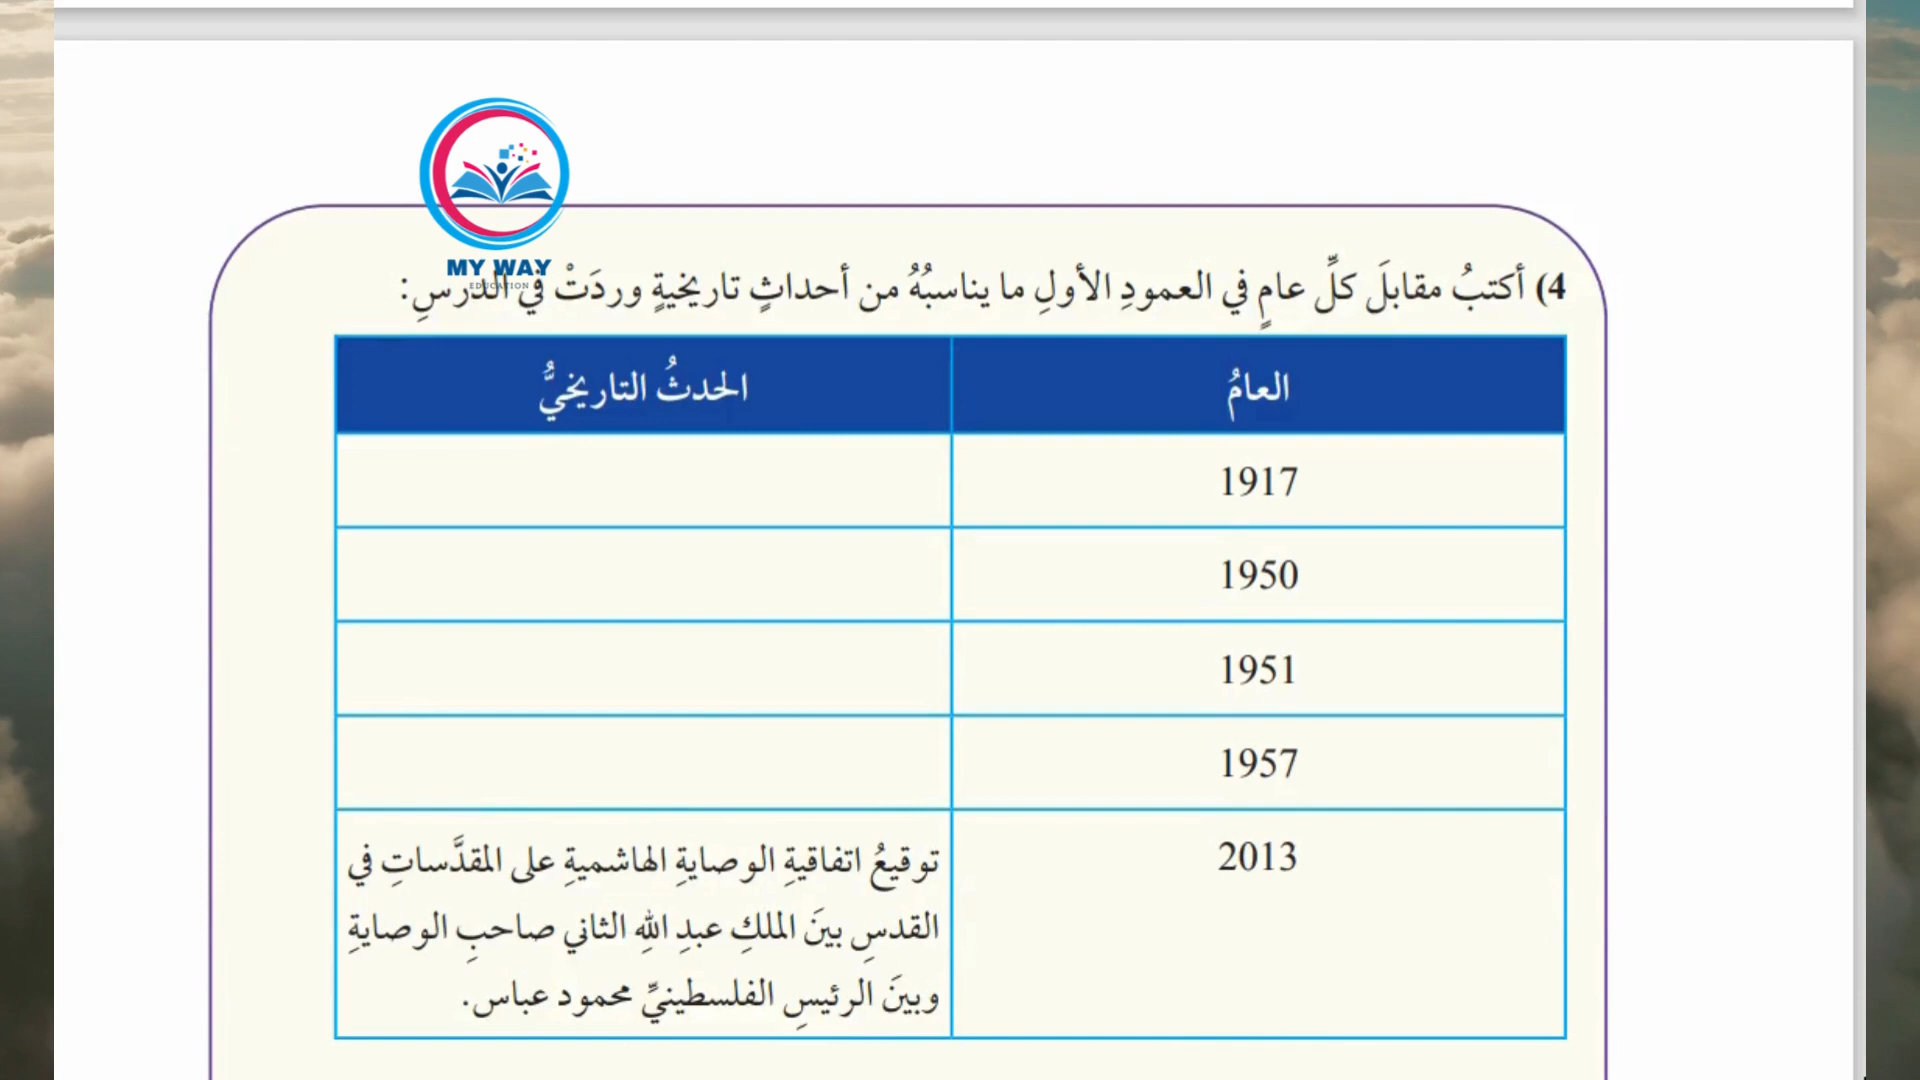 MY WAY
EDUCATION
4) أكتبُ مقابلَ كلِّ عامٍ في العمودِ الأولِ ما يناسبُهُ من أحداثٍ تاريخيةٍ وردَتْ في الدرسِ:
العامُ
الحدثُ التاريخيُّ
1917
1950
1951
1957
2013
توقيعُ اتفاقيةِ الوصايةِ الهاشميةِ على المقدَّساتِ في
القدسِ بينَ الملكِ عبدِ اللهِ الثاني صاحبِ الوصايةِ
وبينَ الرئيسِ الفلسطينيِّ محمود عباس.